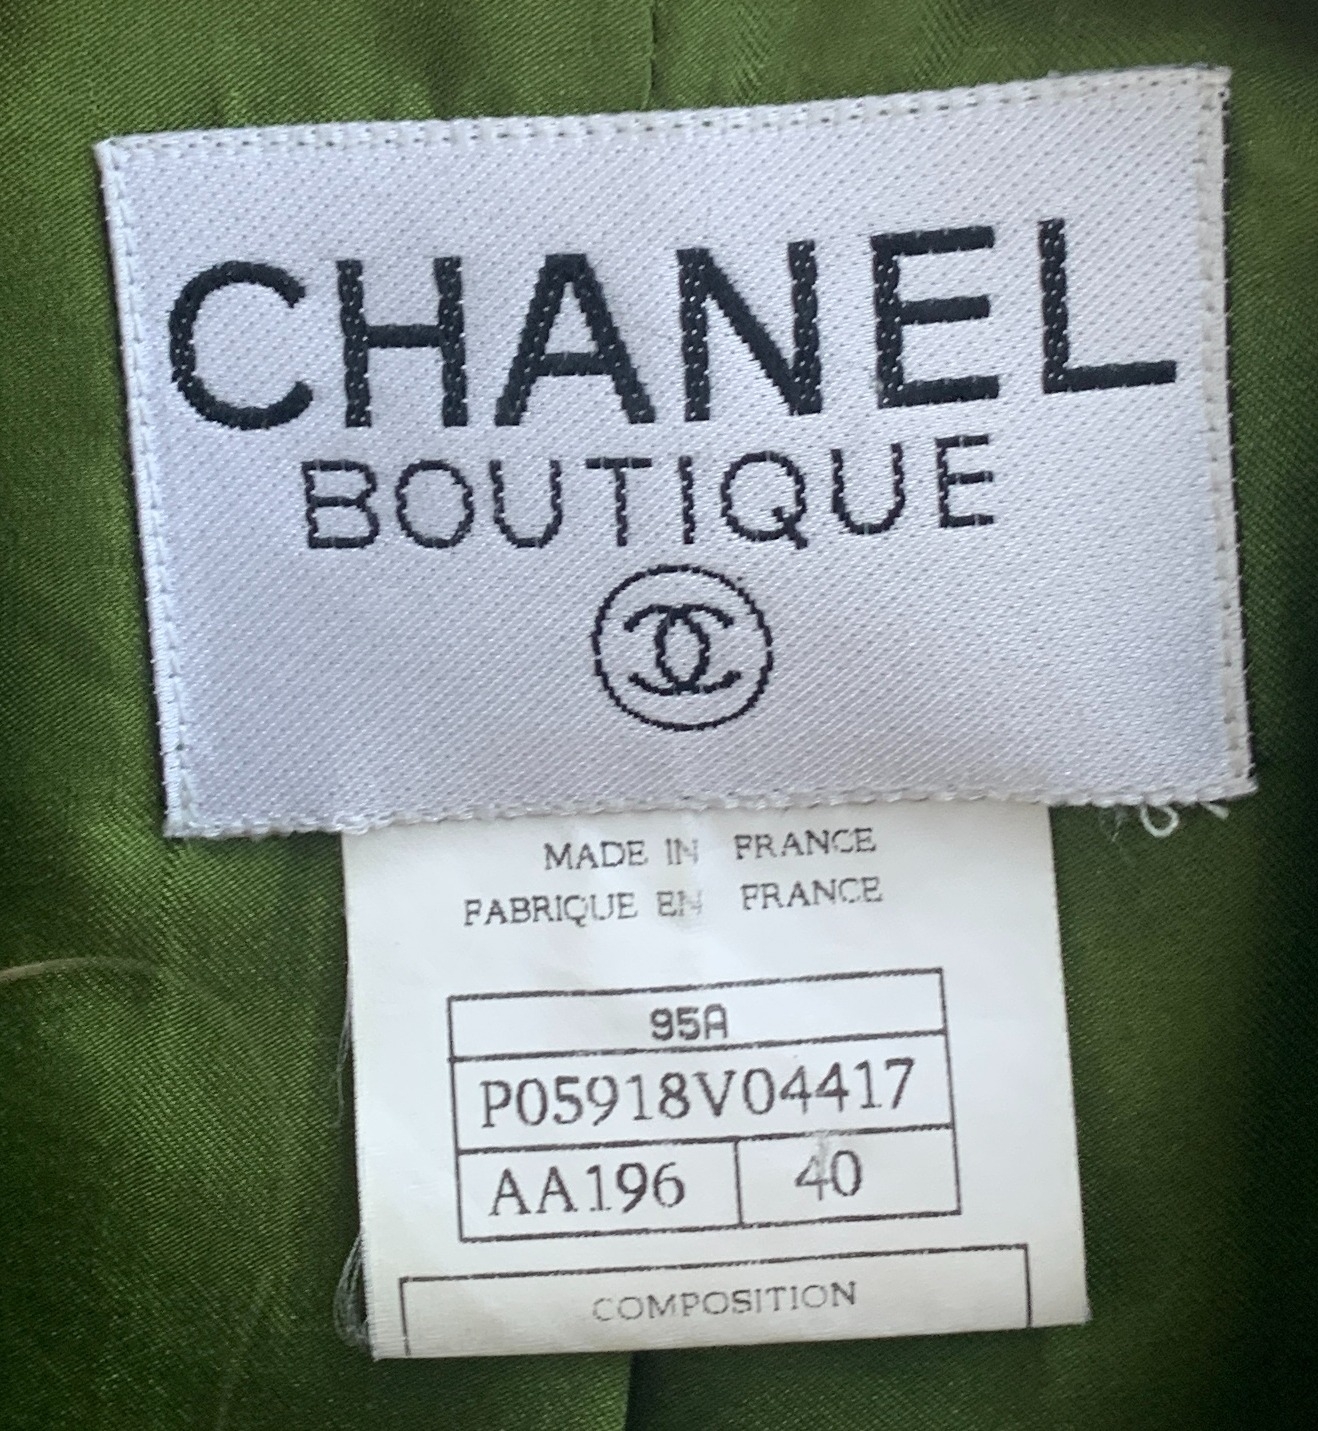 CHANEL
BOUTIQUE
MADE IN FRANCE
FABRIQUE EN FRANCE
95A
P05918V04417
AA196 40
COMPOSITION